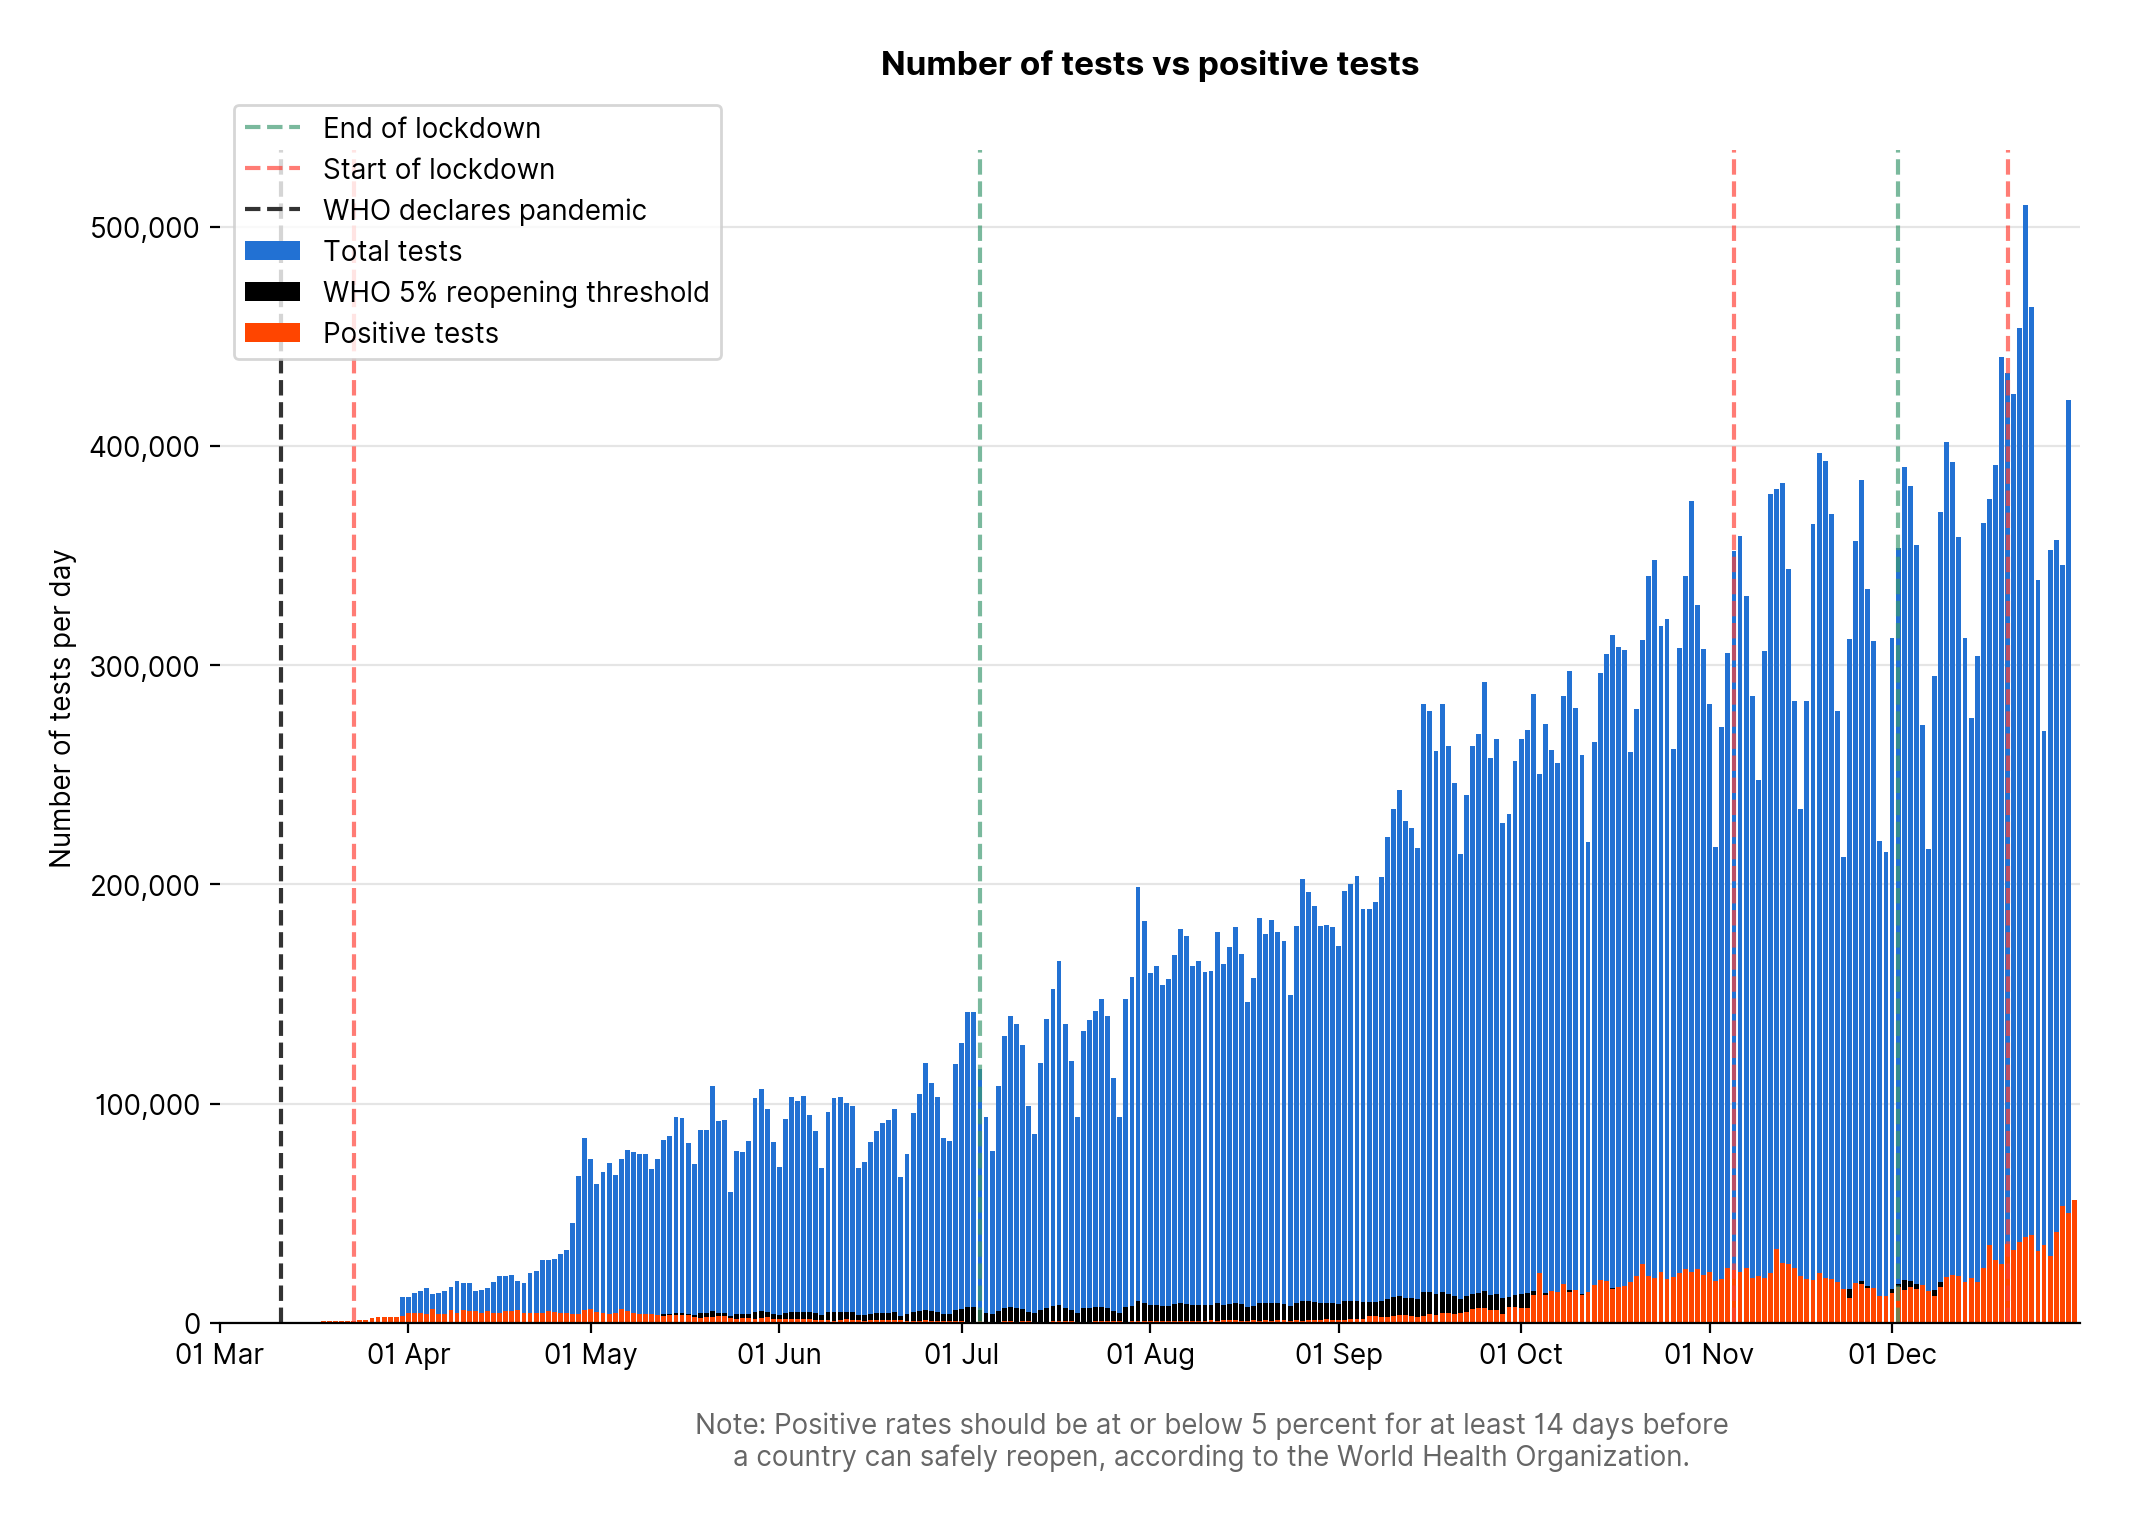 Number of tests vs positive tests
End of lockdown
Start of lockdown
WHO declares pandemic
Total tests
WHO 5% reopening threshold
Positive tests
500,000
400,000
300,000
200,000
100,000
0
Number of tests per day
01 Mar
01 Apr
01 May
01 Jun
01 Jul
01 Aug
01 Sep
01 Oct
01 Nov
01 Dec
Note: Positive rates should be at or below 5 percent for at least 14 days before
a country can safely reopen, according to the World Health Organization.